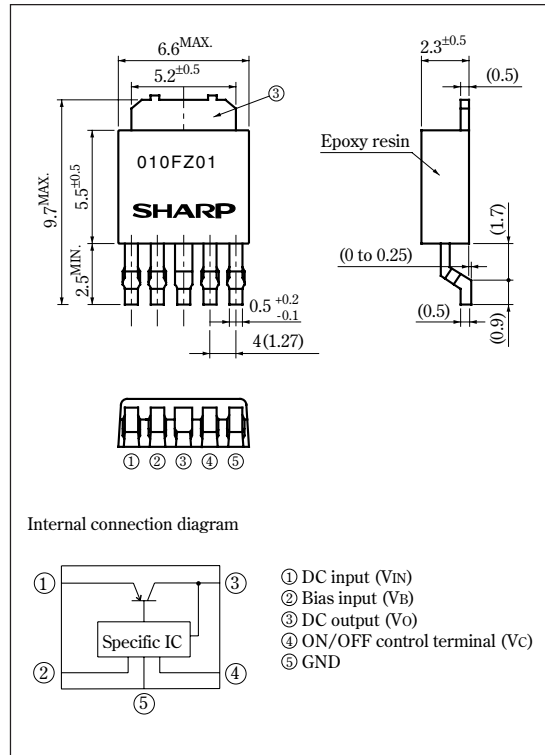 6.6MAX.
5.2±0.5
③
2.3±0.5
(0.5)
010FZ01
SHARP
Epoxy resin
9.7MAX.
5.5±0.5
2.5MIN.
(1.7)
(0 to 0.25)
0.5 +0.2 -0.1
4(1.27)
(0.5)
(0.9)
① ② ③ ④ ⑤
Internal connection diagram
① ③
Specific IC
② ④
⑤
① DC input (VIN)
② Bias input (VB)
③ DC output (VO)
④ ON/OFF control terminal (VC)
⑤ GND